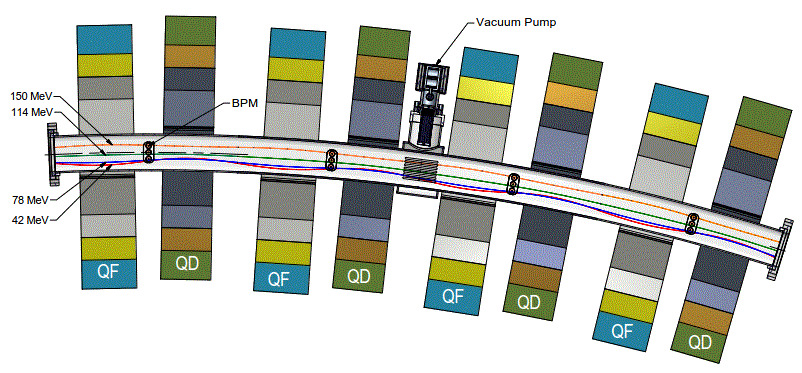 Vacuum Pump
150 MeV
114 MeV
BPM
78 MeV
42 MeV
QF
QD
QF
QD
QF
QD
QF
QD